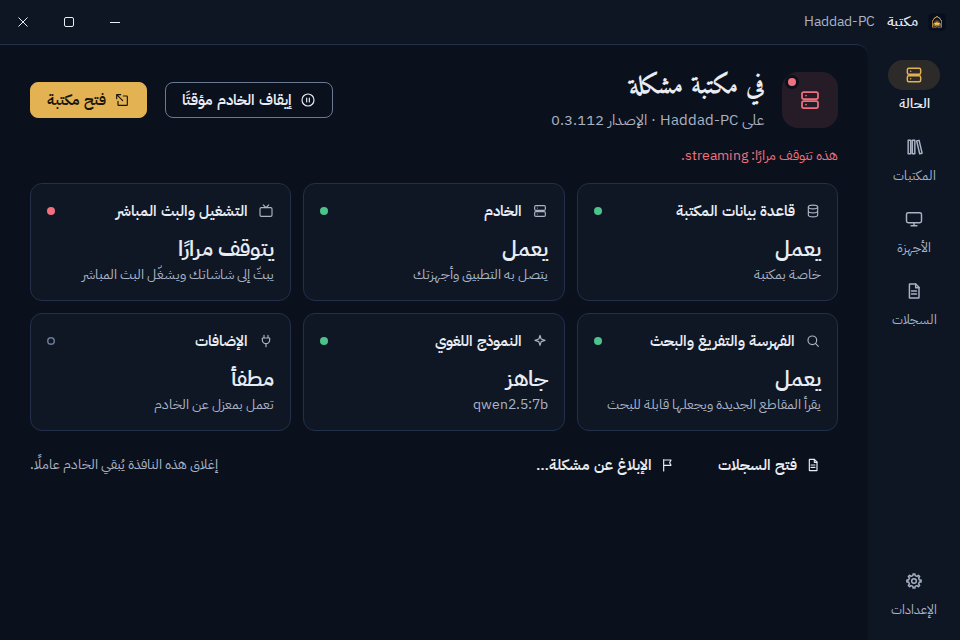 مكتبة Haddad-PC
الحالة
المكتبات
الأجهزة
السجلات
الإعدادات
في مكتبة مشكلة
على Haddad-PC · الإصدار 0.3.112
إيقاف الخادم مؤقتًا
فتح مكتبة
هذه تتوقف مرارًا: streaming.
قاعدة بيانات المكتبة
يعمل
خاصة بمكتبة
الخادم
يعمل
يتصل به التطبيق وأجهزتك
التشغيل والبث المباشر
يتوقف مرارًا
يبثّ إلى شاشاتك ويشغّل البث المباشر
الفهرسة والتفريغ والبحث
يعمل
يقرأ المقاطع الجديدة ويجعلها قابلة للبحث
النموذج اللغوي
جاهز
qwen2.5:7b
الإضافات
مطفأ
تعمل بمعزل عن الخادم
فتح السجلات
الإبلاغ عن مشكلة...
إغلاق هذه النافذة يُبقي الخادم عاملًا.